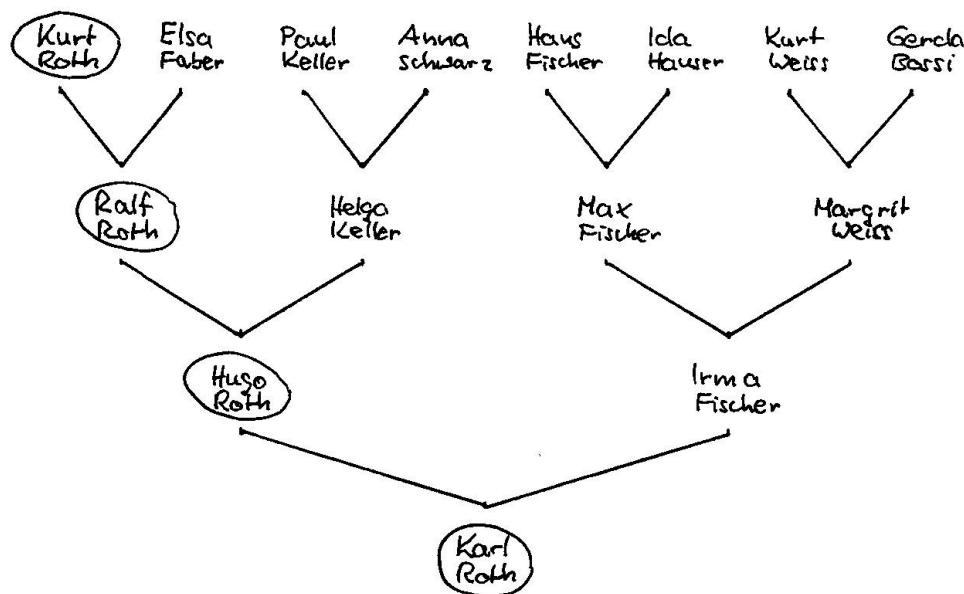 Kurt Roth
Elsa Faber
Paul Keller
Anna Schwarz
Hans Fischer
Ida Hauser
Kurt Weiss
Gerda Bassi
Ralf Roth
Helga Keller
Max Fischer
Margrit Weiss
Hugo Roth
Irma Fischer
Karl Roth